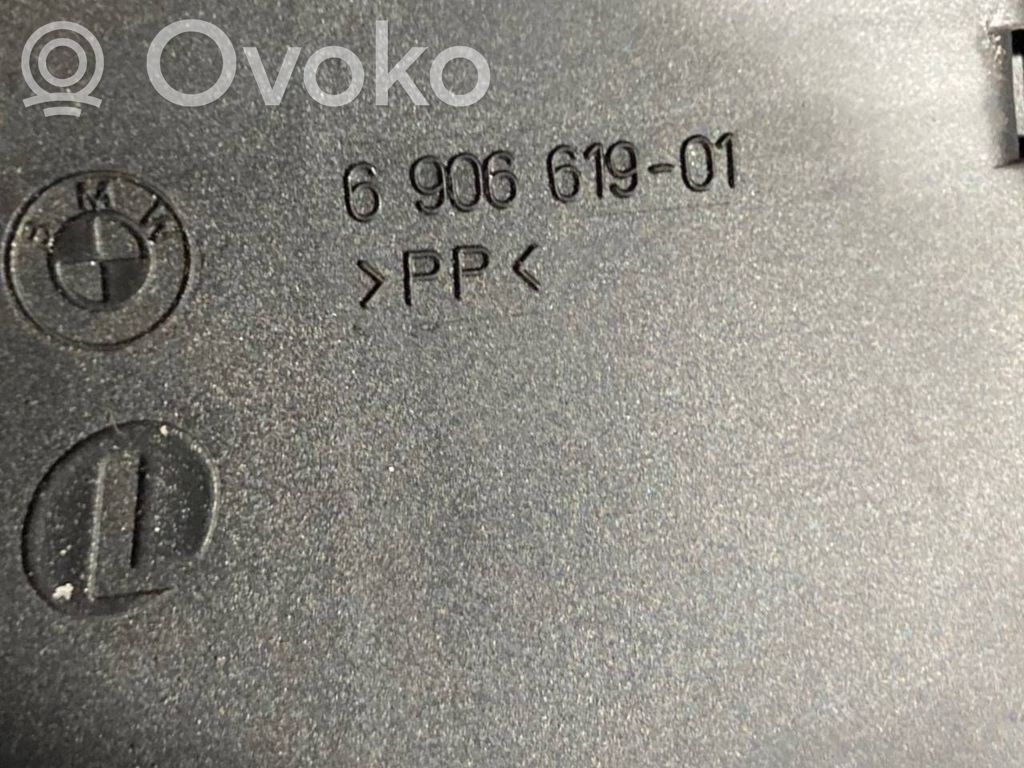 Ovoko
6 906 619-01
BMW
>PP<
L